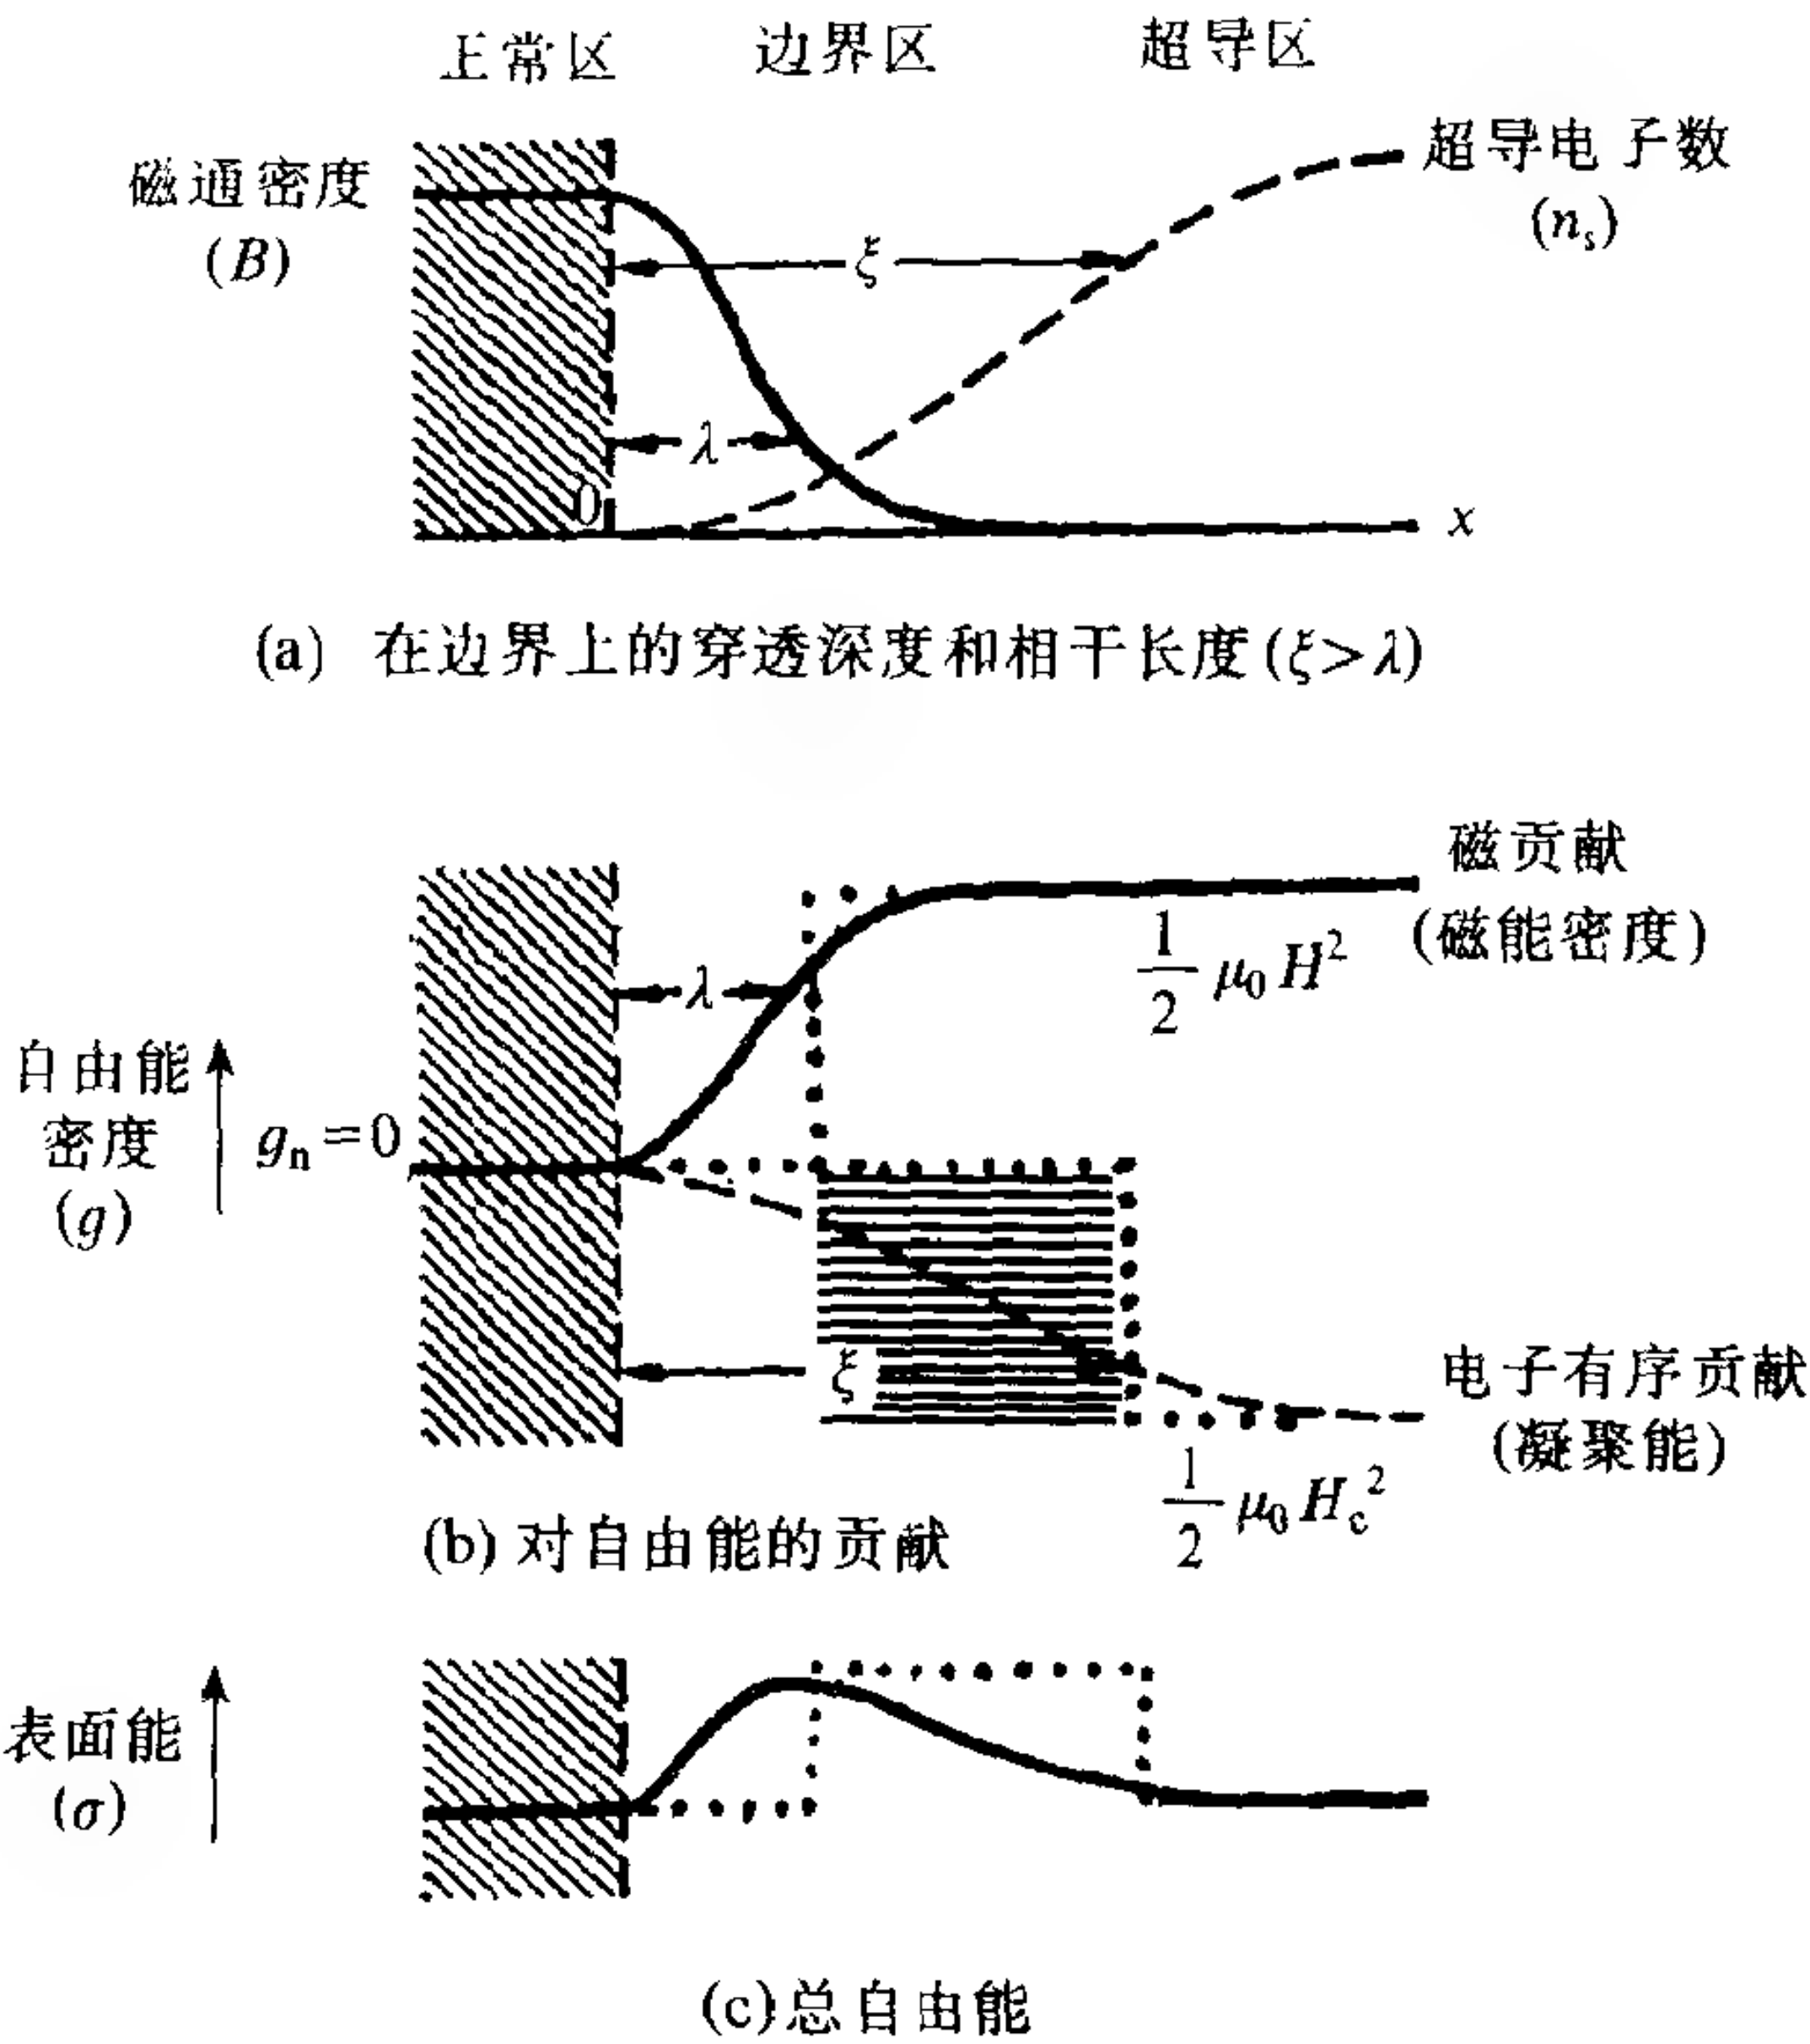 正常区 边界区 超导区
磁通密度
(B)
超导电子数
(nₛ)
ξ
λ
0
x
(a) 在边界上的穿透深度和相干长度(ξ>λ)
磁贡献
(磁能密度)
1/2 μ₀H²
λ
自由能
密度
(g)
gₙ=0
ξ
电子有序贡献
(凝聚能)
1/2 μ₀H_c²
(b) 对自由能的贡献
表面能
(σ)
(c)总自由能